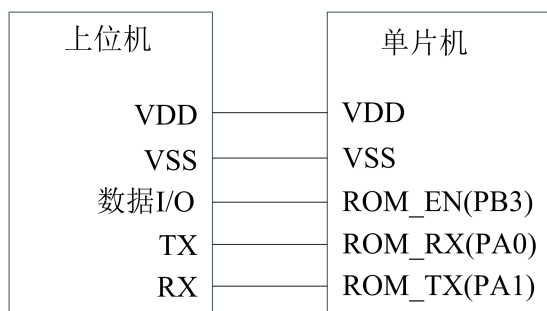 上位机 单片机
VDD VDD
VSS VSS
数据I/O ROM_EN(PB3)
TX ROM_RX(PA0)
RX ROM_TX(PA1)